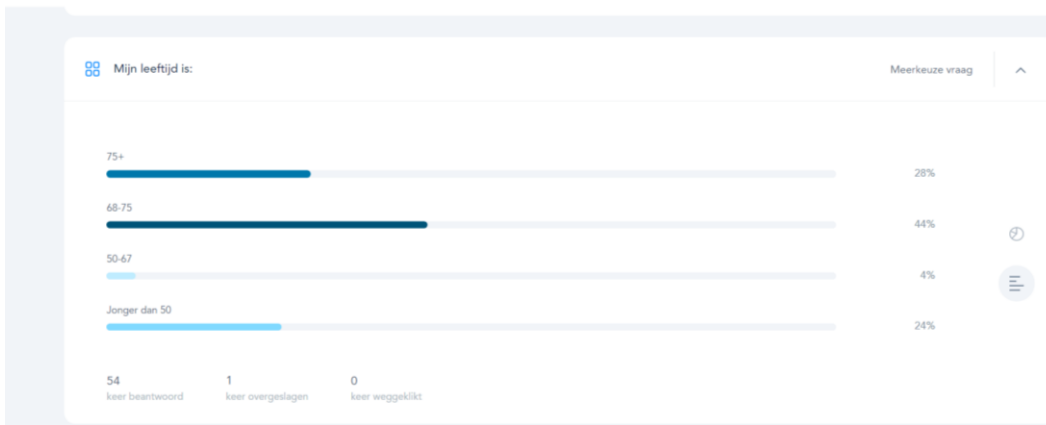 Mijn leeftijd is:
Meerkeuze vraag
75+
28%
68-75
44%
50-67
4%
Jonger dan 50
24%
54
keer beantwoord
1
keer overgeslagen
0
keer weggeklikt